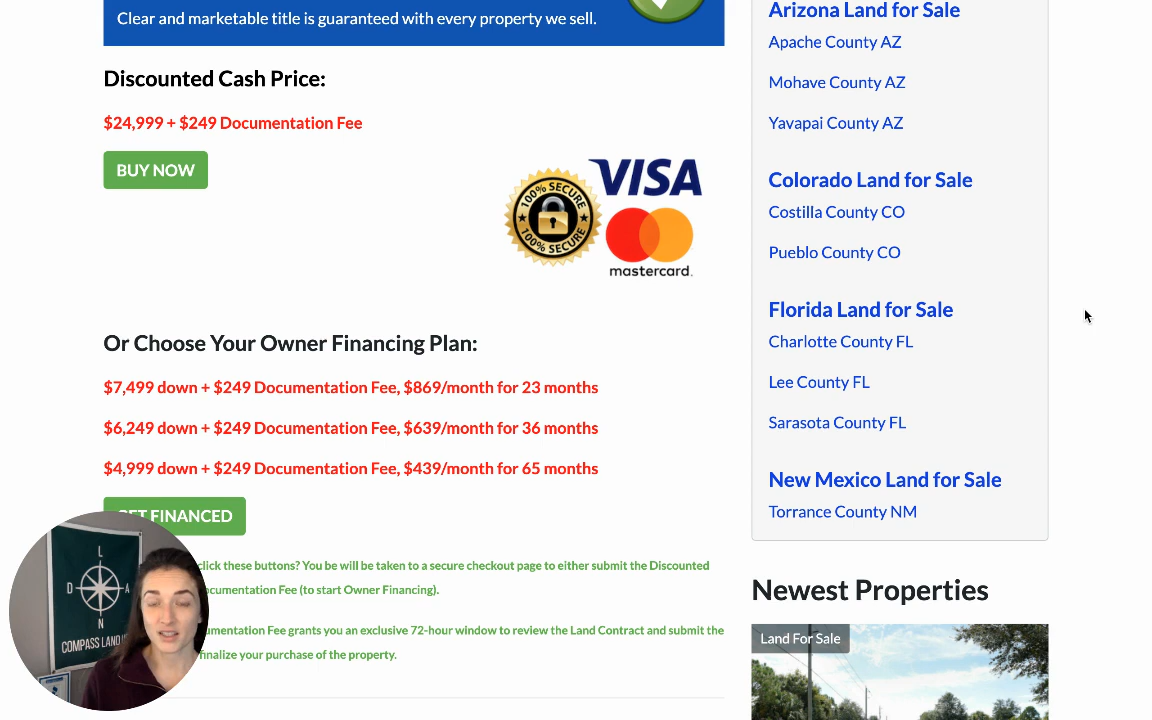 Clear and marketable title is guaranteed with every property we sell.
Discounted Cash Price:
$24,999 + $249 Documentation Fee
BUY NOW
100% SECURE
100% SECURE
VISA
mastercard.
Or Choose Your Owner Financing Plan:
$7,499 down + $249 Documentation Fee, $869/month for 23 months
$6,249 down + $249 Documentation Fee, $639/month for 36 months
$4,999 down + $249 Documentation Fee, $439/month for 65 months
FINANCED
click these buttons? You be will be taken to a secure checkout page to either submit the Discounted
Fee (to start Owner Financing).
Fee grants you an exclusive 72-hour window to review the Land Contract and submit the
finalize your purchase of the property.
L
D A
N
COMPASS LAND
Arizona Land for Sale
Apache County AZ
Mohave County AZ
Yavapai County AZ
Colorado Land for Sale
Costilla County CO
Pueblo County CO
Florida Land for Sale
Charlotte County FL
Lee County FL
Sarasota County FL
New Mexico Land for Sale
Torrance County NM
Newest Properties
Land For Sale